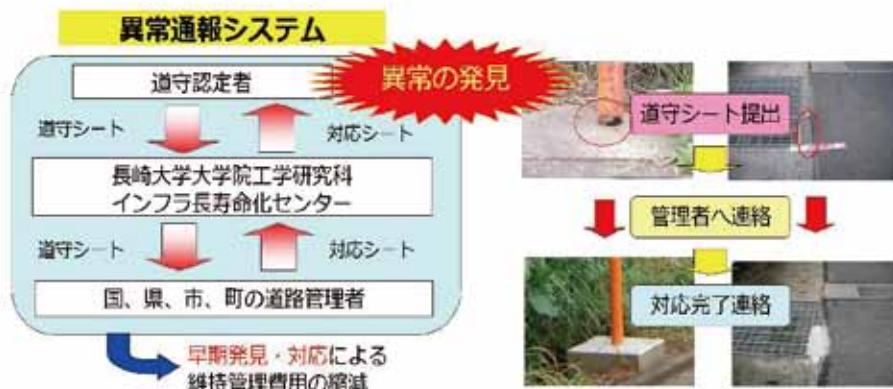 異常通報システム
異常の発見
道守認定者
道守シート
対応シート
長崎大学大学院工学研究科
インフラ長寿命化センター
道守シート
対応シート
国、県、市、町の道路管理者
早期発見・対応による
維持管理費用の縮減
道守シート提出
管理者へ連絡
対応完了連絡